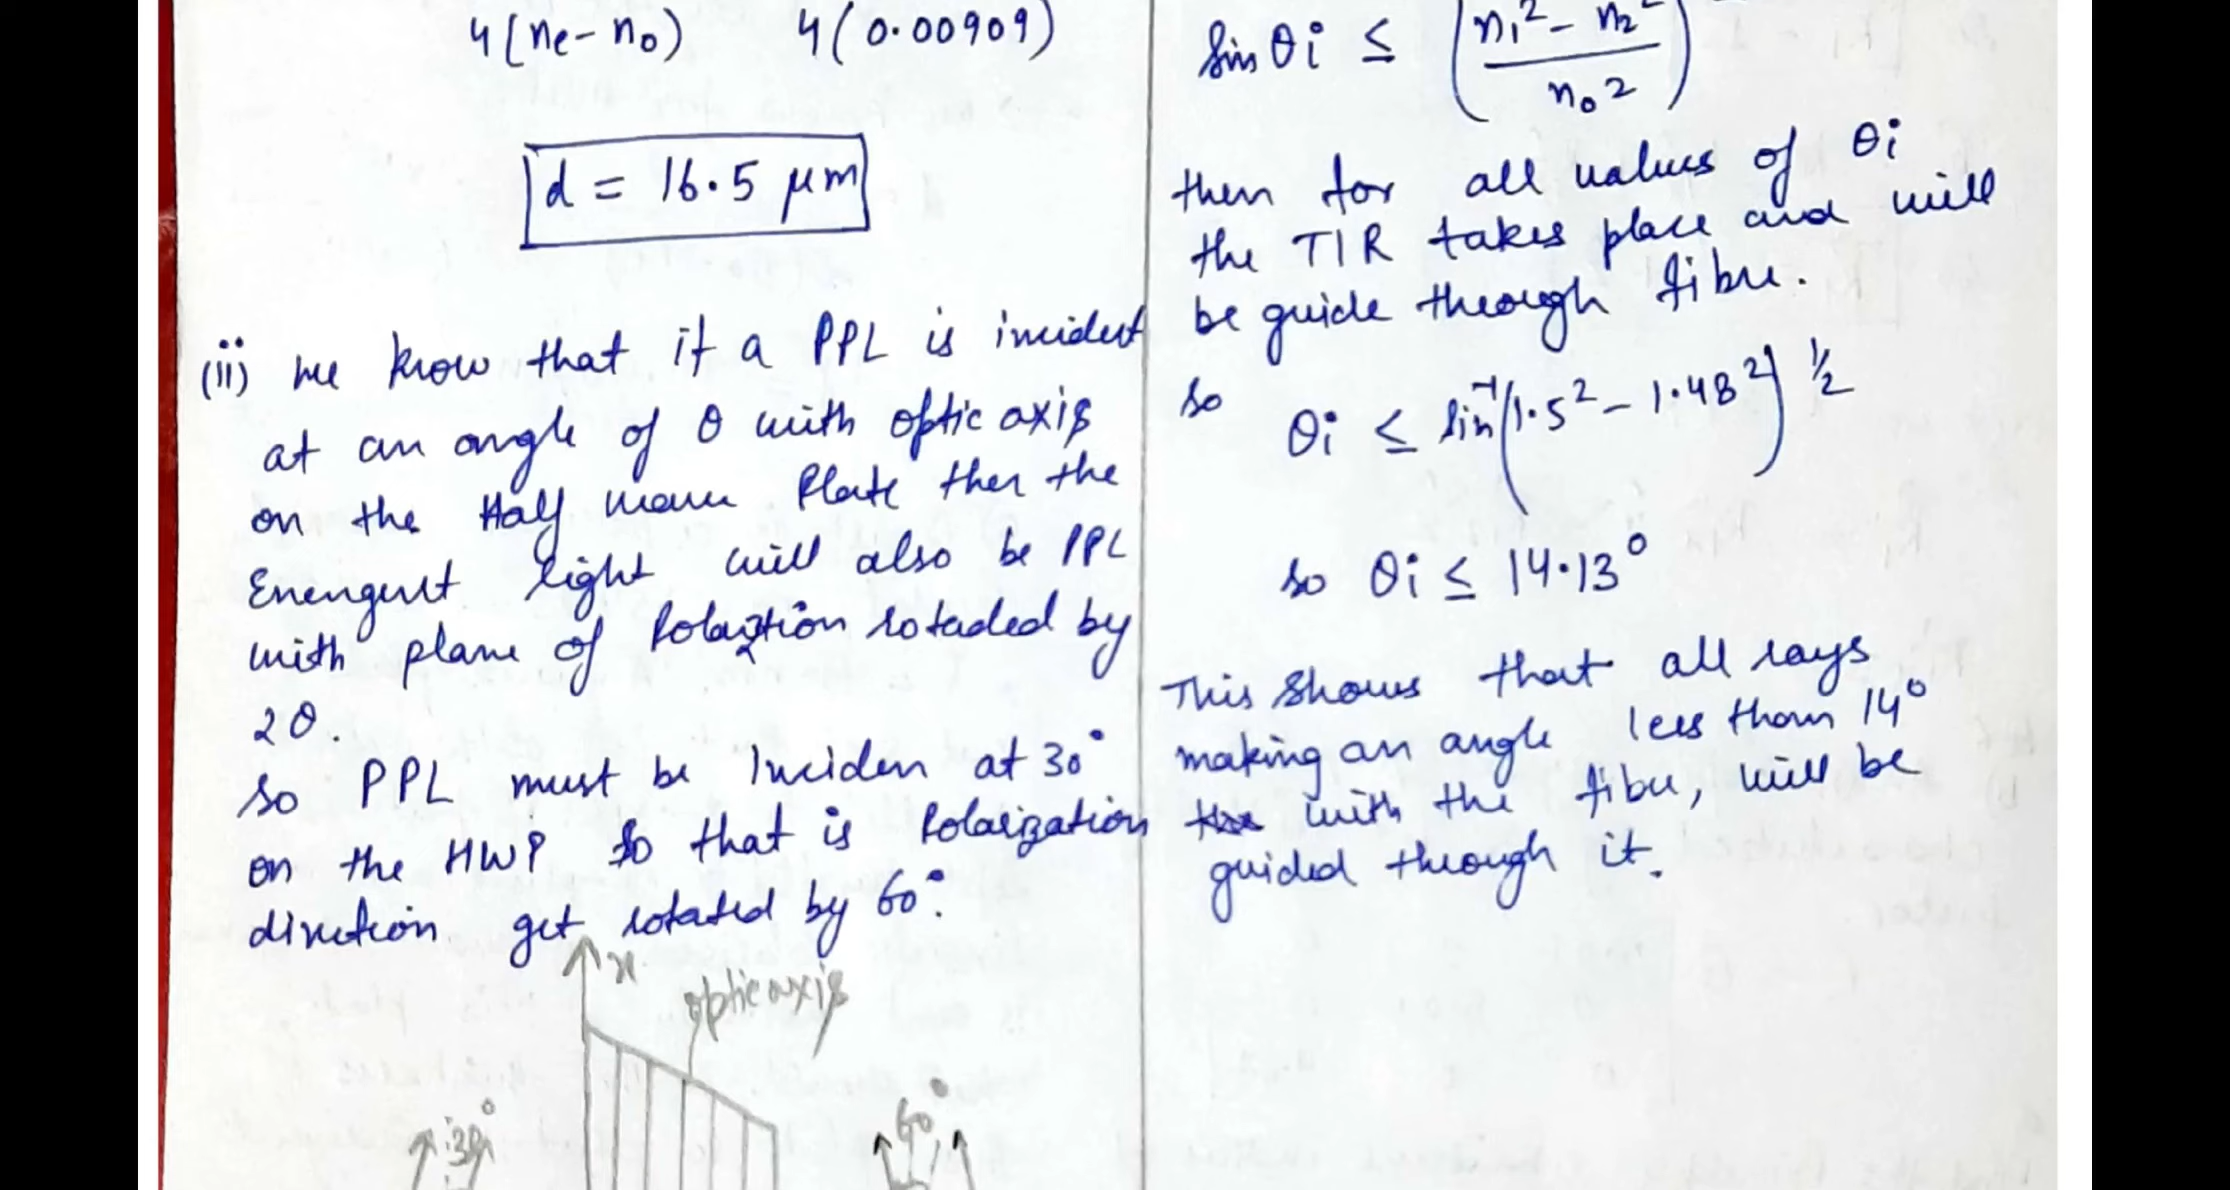 4(ne - no) 4(0.00909)
d = 16.5 μm
(ii) we know that if a PPL is incident
at an angle of θ with optic axis
on the Half wave Plate then the
Emergent light will also be PPL
with plane of Polarization rotaded by
2θ.
so PPL must be Inciden at 30°
on the HWP so that is Polarization
direction get rotated by 60°.
x
optic axis
30°
60°
sin θi ≤ (n1² - n2² / no2)
then for all values of θi
the TIR takes place and will
be guide through fibre.
so θi ≤ sin⁻¹(1.5² - 1.48²)^1/2
so θi ≤ 14.13°
This shows that all rays
making an angle less than 14°
with the fibre, will be
guided through it.